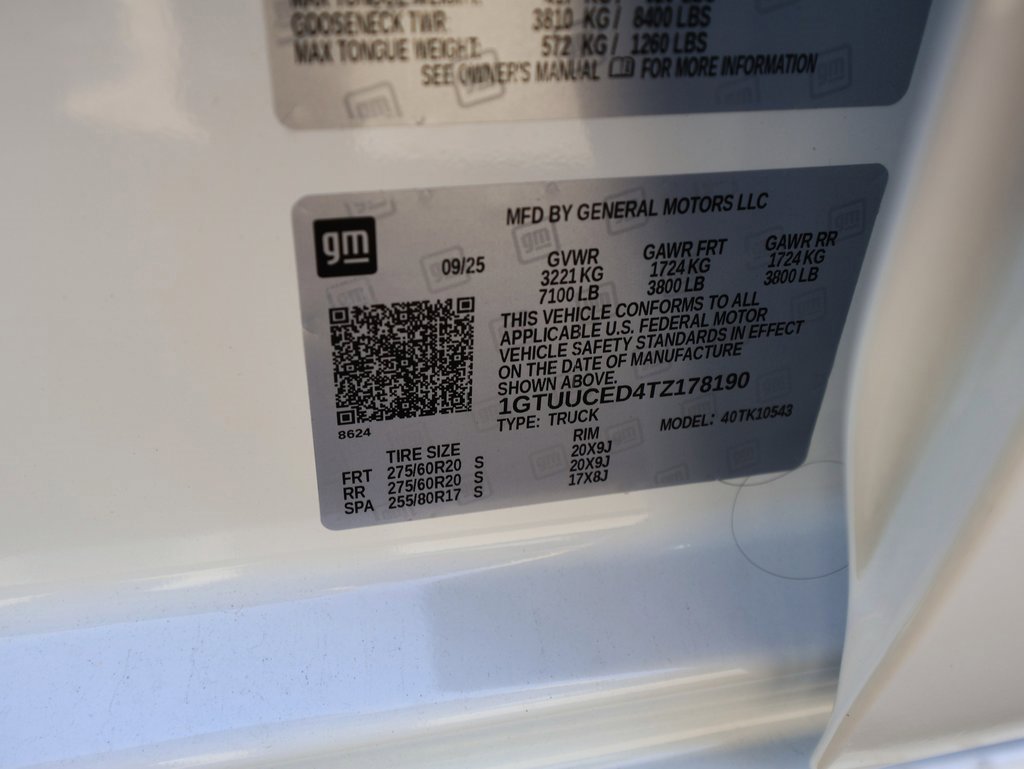 GOOSENECK TWR: 3810 KG / 8400 LBS
MAX TONGUE WEIGHT: 572 KG / 1260 LBS
SEE OWNER'S MANUAL FOR MORE INFORMATION
gm
MFD BY GENERAL MOTORS LLC
09/25
GVWR GAWR FRT GAWR RR
3221 KG 1724 KG 1724 KG
7100 LB 3800 LB 3800 LB
THIS VEHICLE CONFORMS TO ALL
APPLICABLE U.S. FEDERAL MOTOR
VEHICLE SAFETY STANDARDS IN EFFECT
ON THE DATE OF MANUFACTURE
SHOWN ABOVE.
1GTUUCED4TZ178190
TYPE: TRUCK MODEL: 40TK10543
8624
TIRE SIZE RIM
FRT 275/60R20 S 20X9J
RR 275/60R20 S 20X9J
SPA 255/80R17 S 17X8J